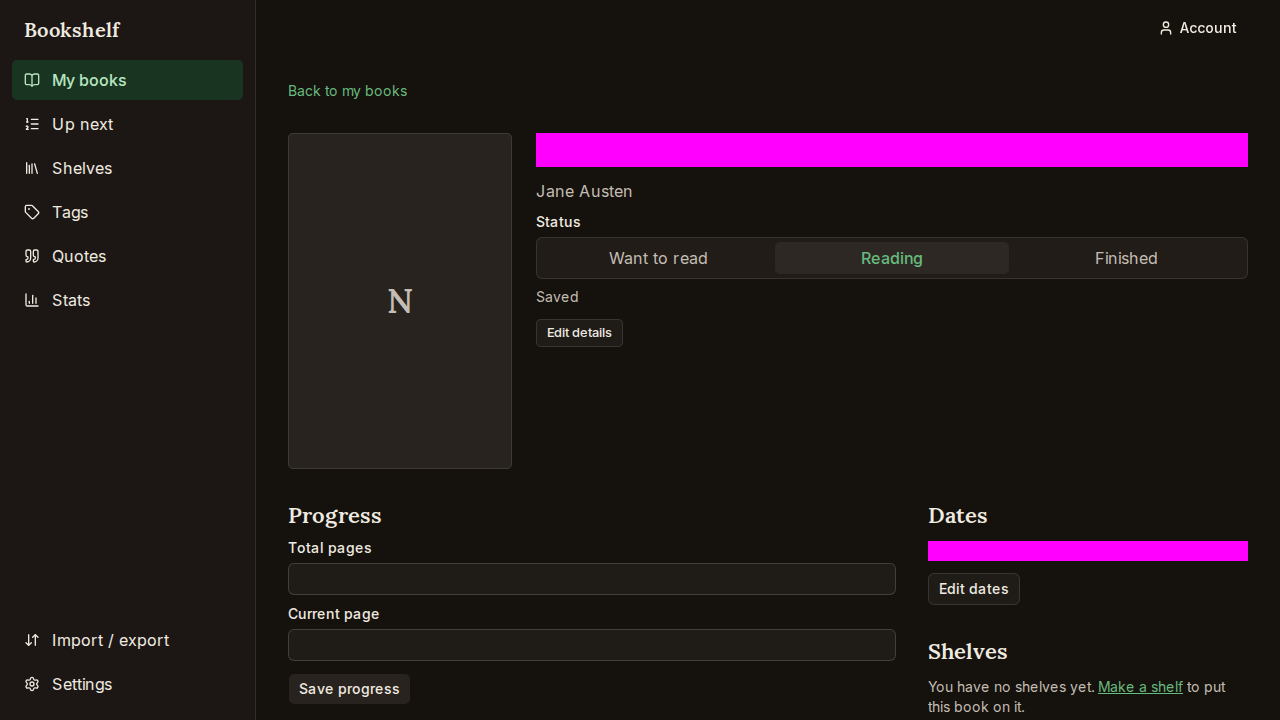 Bookshelf
My books
Up next
Shelves
Tags
Quotes
Stats
Import / export
Settings
Account
Back to my books
N
Jane Austen
Status
Want to read
Reading
Finished
Saved
Edit details
Progress
Total pages
Current page
Save progress
Dates
Edit dates
Shelves
You have no shelves yet. Make a shelf to put
this book on it.